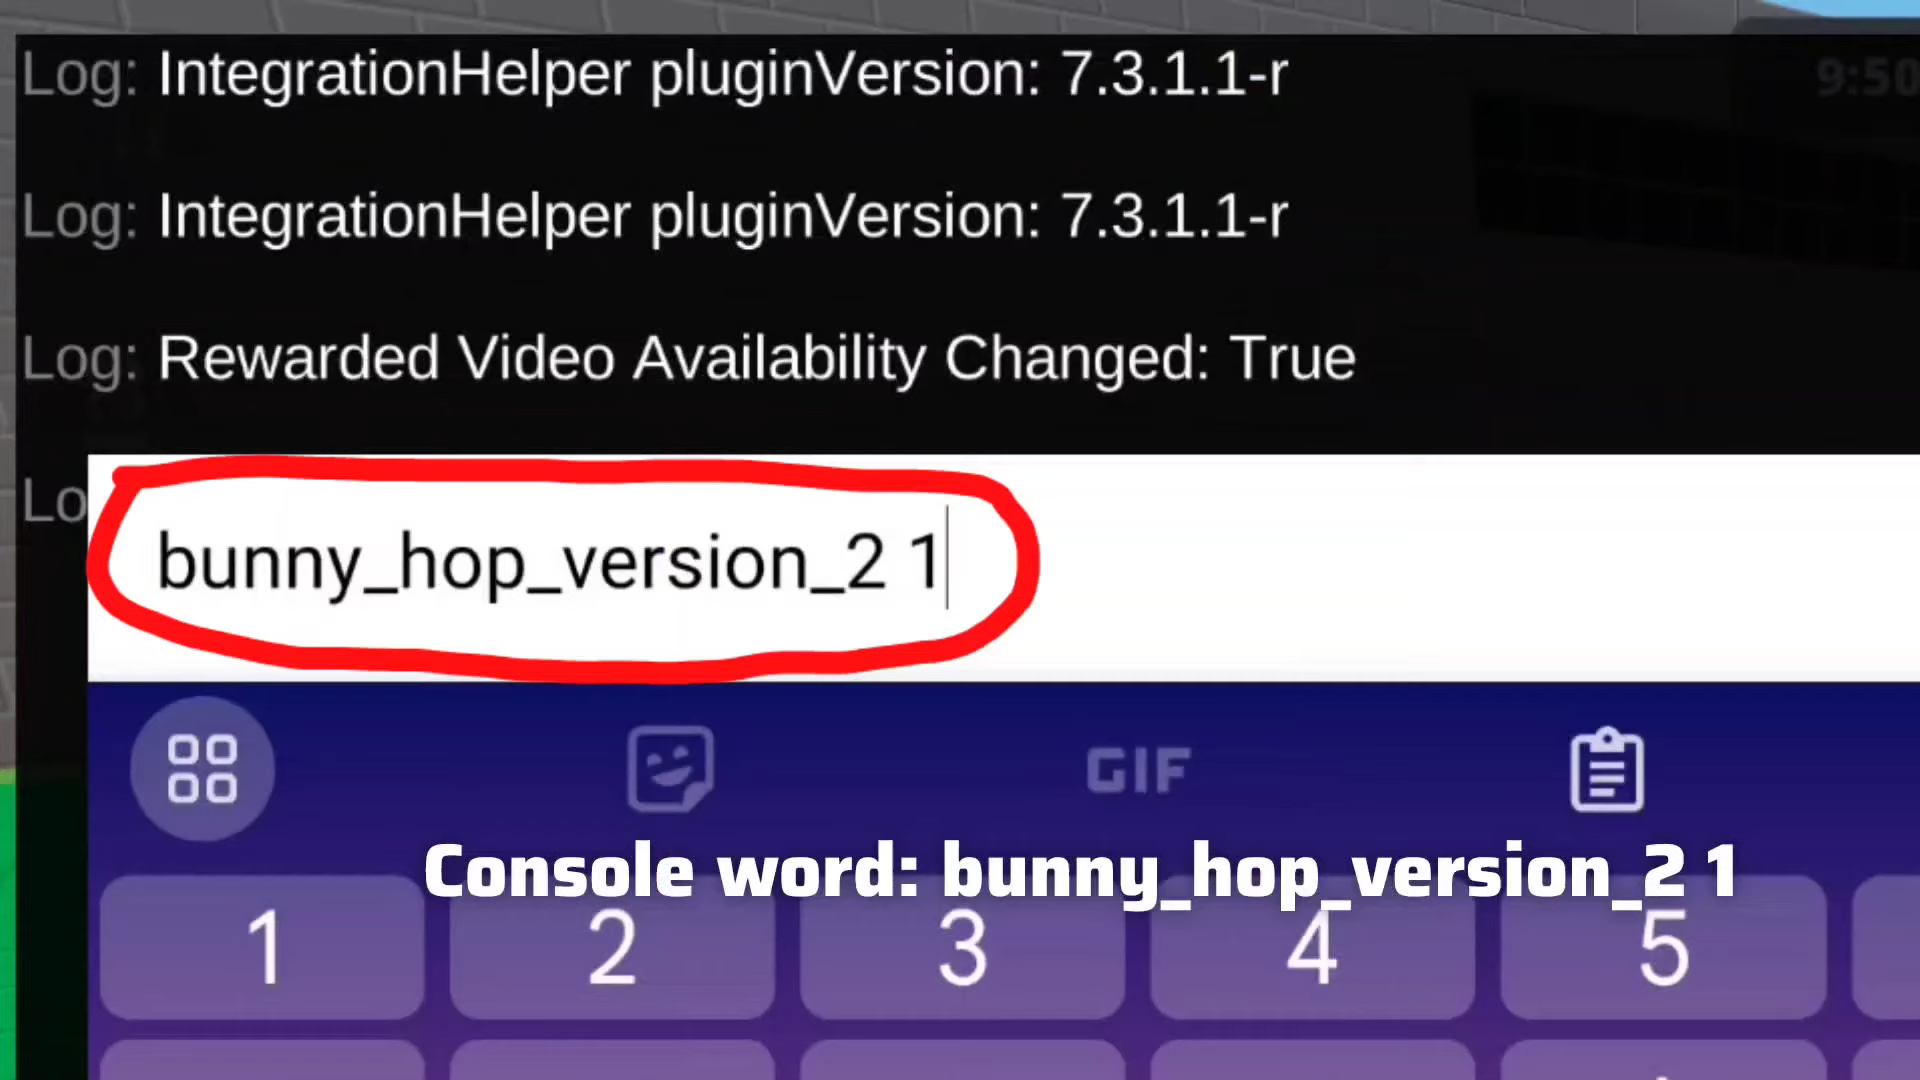 Log: IntegrationHelper pluginVersion: 7.3.1.1-r
9:50
Log: IntegrationHelper pluginVersion: 7.3.1.1-r
Log: Rewarded Video Availability Changed: True
Lo
bunny_hop_version_2 1
GIF
Console word: bunny_hop_version_2 1
1 2 3 4 5